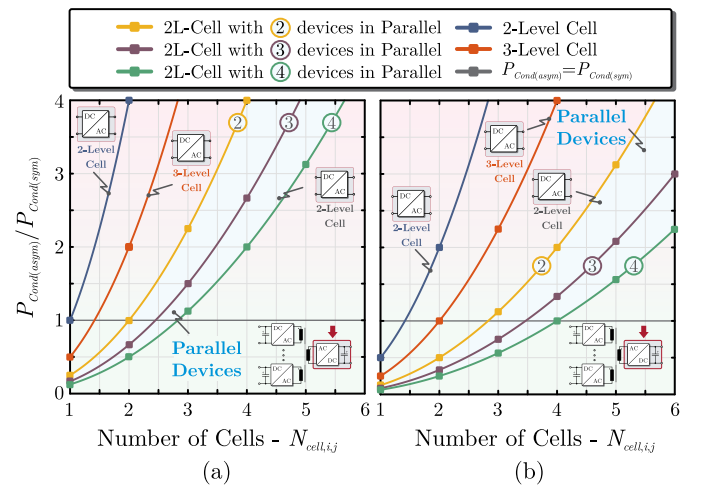 2L-Cell with ② devices in Parallel
2L-Cell with ③ devices in Parallel
2L-Cell with ④ devices in Parallel
2-Level Cell
3-Level Cell
P_Cond(asym)=P_Cond(sym)
P_Cond(asym)/P_Cond(sym)
4
3
2
1
0
DC
AC
2-Level
Cell
DC
AC
3-Level
Cell
②
③
④
DC
AC
2-Level
Cell
Parallel
Devices
AC
DC
AC
DC
AC
DC
1
2
3
4
5
6
Number of Cells - N_cell,i,j
(a)
DC
AC
2-Level
Cell
DC
AC
3-Level
Cell
Parallel
Devices
DC
AC
2-Level
Cell
②
③
④
AC
DC
AC
DC
AC
DC
1
2
3
4
5
6
Number of Cells - N_cell,i,j
(b)